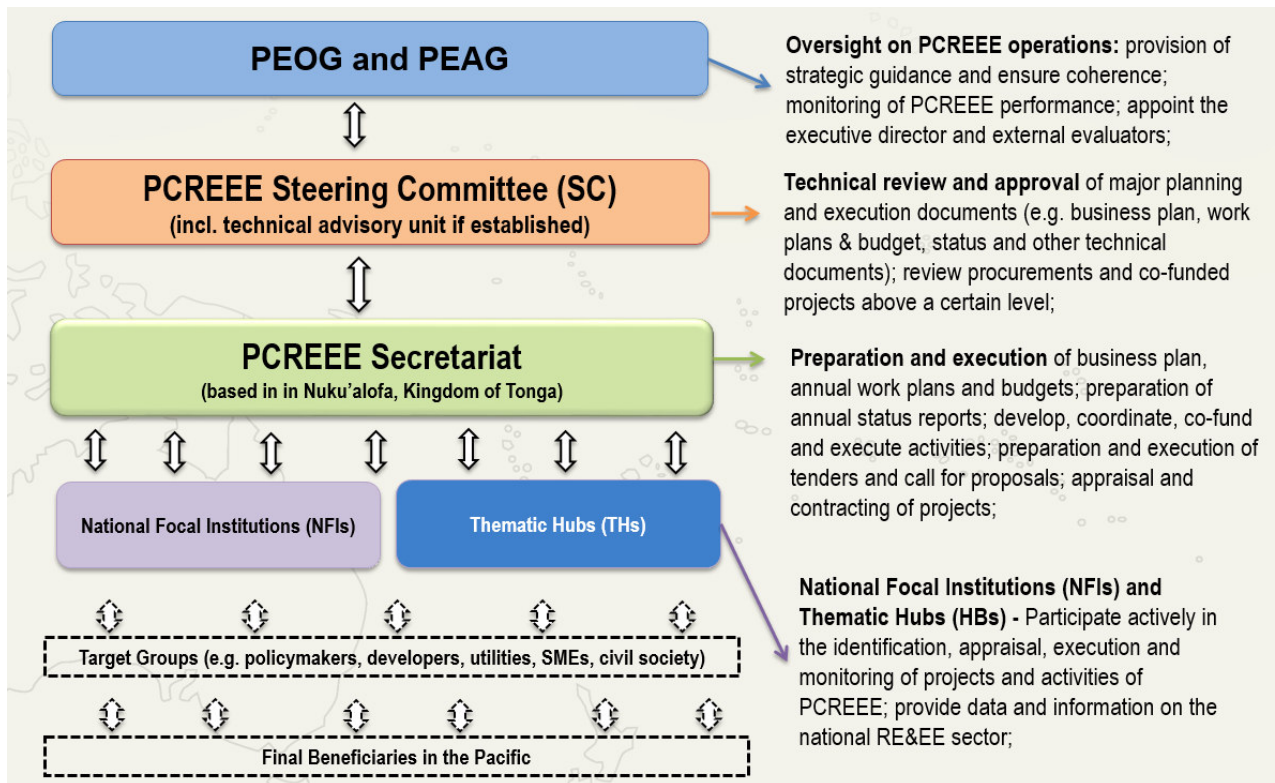 PEOG and PEAG
Oversight on PCREEE operations: provision of
strategic guidance and ensure coherence;
monitoring of PCREEE performance; appoint the
executive director and external evaluators;
PCREEE Steering Committee (SC)
(incl. technical advisory unit if established)
Technical review and approval of major planning
and execution documents (e.g. business plan, work
plans & budget, status and other technical
documents); review procurements and co-funded
projects above a certain level;
PCREEE Secretariat
(based in in Nuku'alofa, Kingdom of Tonga)
Preparation and execution of business plan,
annual work plans and budgets; preparation of
annual status reports; develop, coordinate, co-fund
and execute activities; preparation and execution of
tenders and call for proposals; appraisal and
contracting of projects;
National Focal Institutions (NFIs)
Thematic Hubs (THs)
National Focal Institutions (NFIs) and
Thematic Hubs (HBs) - Participate actively in
the identification, appraisal, execution and
monitoring of projects and activities of
PCREEE; provide data and information on the
national RE&EE sector;
Target Groups (e.g. policymakers, developers, utilities, SMEs, civil society)
Final Beneficiaries in the Pacific